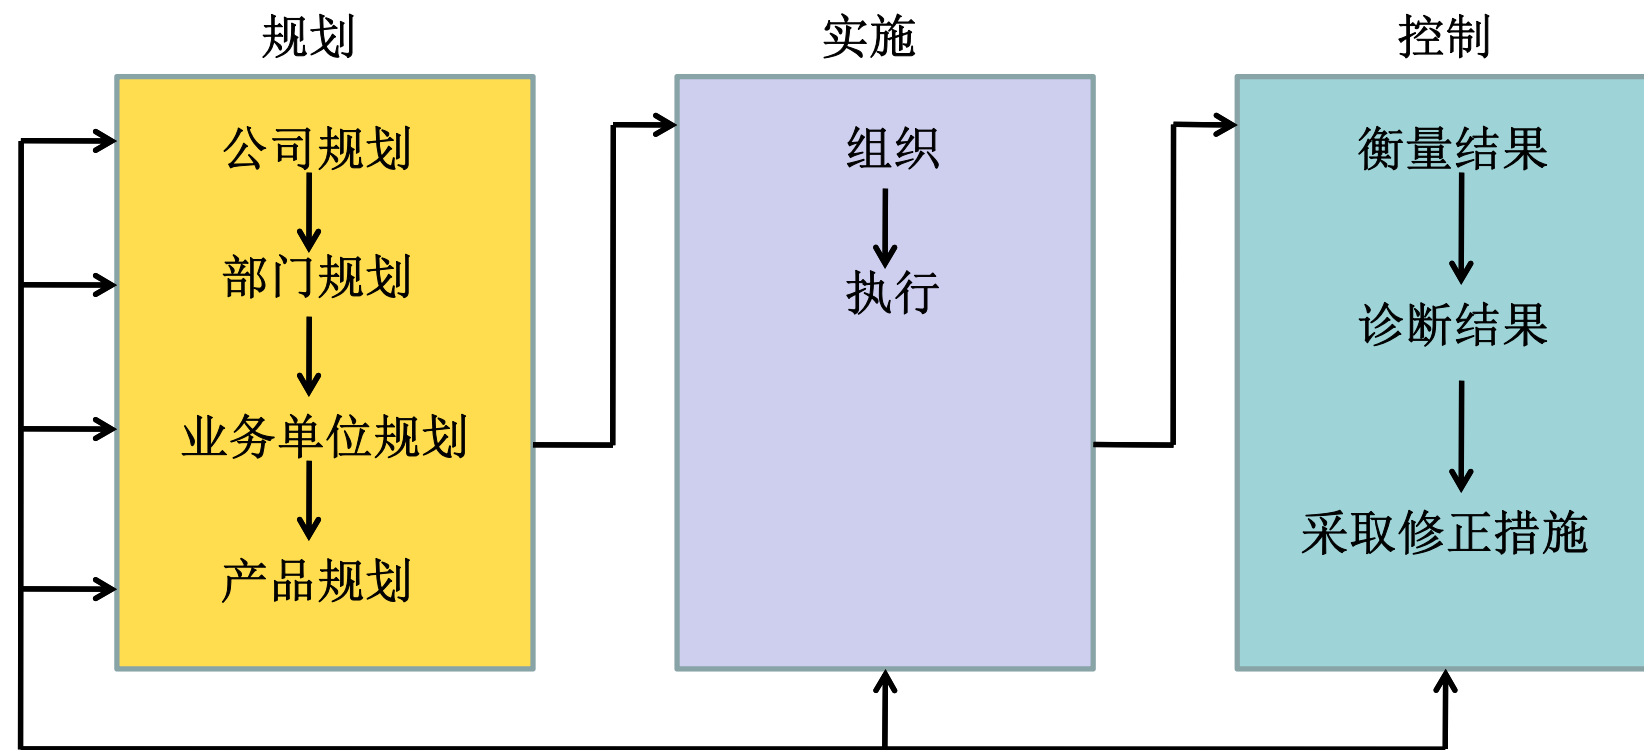 规划
公司规划
部门规划
业务单位规划
产品规划
实施
组织
执行
控制
衡量结果
诊断结果
采取修正措施